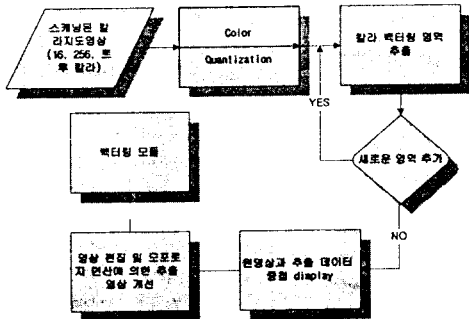 스캐닝된 칼
라지도영상
(16, 256, 트
루 칼라)
Color
Quantization
칼라 백터링 영역
추출
YES
새로운 영역 추가
NO
백터링 모듈
영상 편집 및 모포로
자 연산에 의한 추출
영상 개선
원영상과 추출 데이터
중첩 display